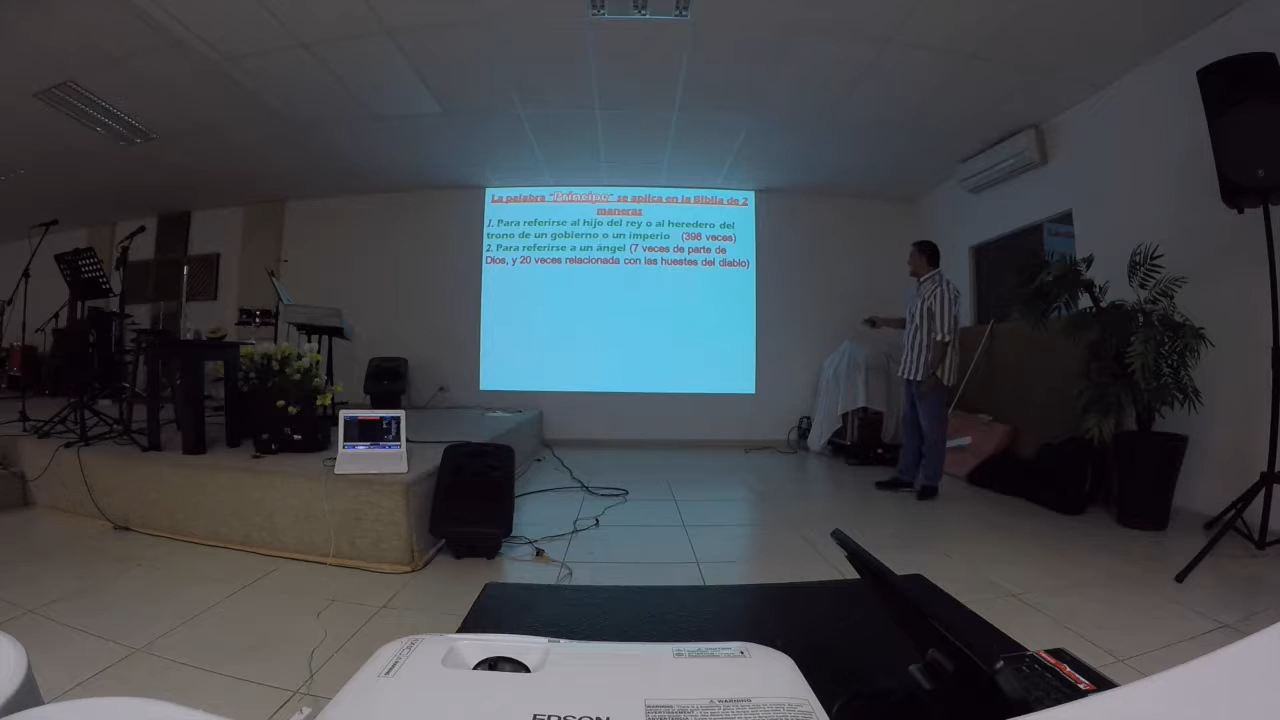 La palabra "Príncipe" se aplica en la Biblia de 2
maneras
1. Para referirse al hijo del rey o al heredero del
trono de un gobierno o un imperio (398 veces)
2. Para referirse a un ángel (7 veces de parte de
Dios, y 20 veces relacionada con las huestes del diablo)
CAUTION
WARNING
EPSON